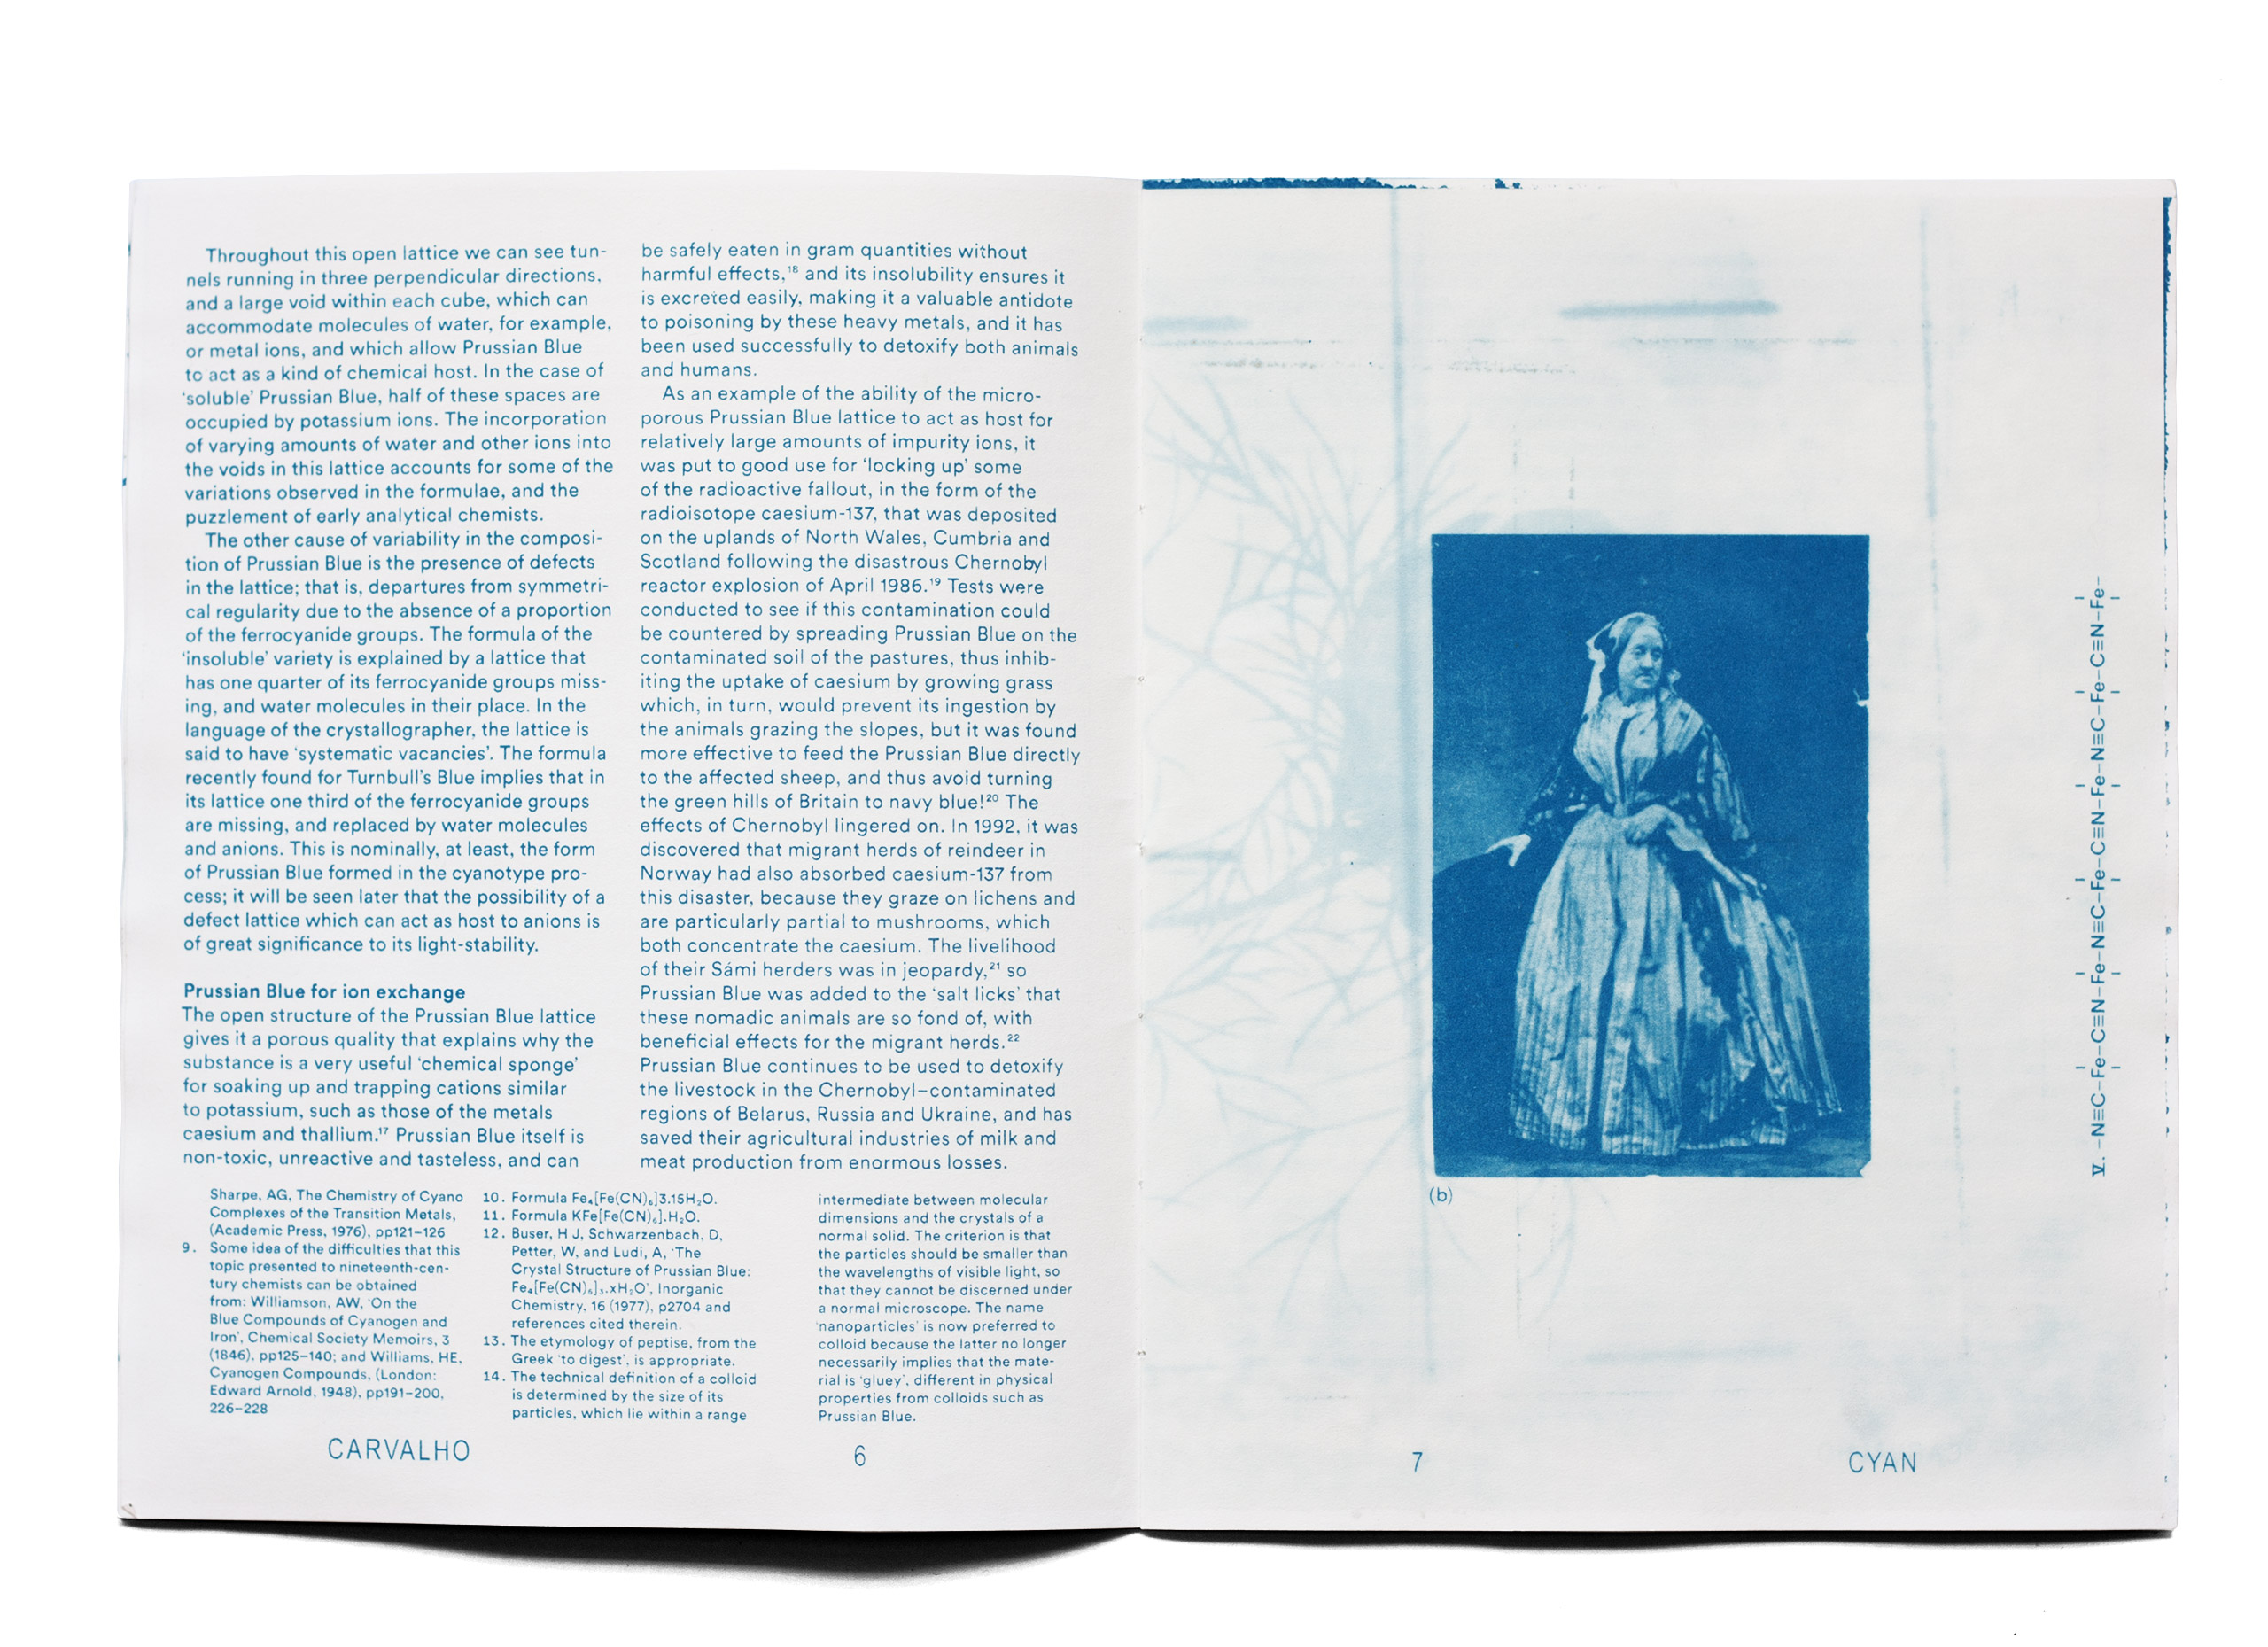 Throughout this open lattice we can see tun-
nels running in three perpendicular directions,
and a large void within each cube, which can
accommodate molecules of water, for example,
or metal ions, and which allow Prussian Blue
to act as a kind of chemical host. In the case of
‘soluble’ Prussian Blue, half of these spaces are
occupied by potassium ions. The incorporation
of varying amounts of water and other ions into
the voids in this lattice accounts for some of the
variations observed in the formulae, and the
puzzlement of early analytical chemists.
The other cause of variability in the composi-
tion of Prussian Blue is the presence of defects
in the lattice; that is, departures from symmetri-
cal regularity due to the absence of a proportion
of the ferrocyanide groups. The formula of the
‘insoluble’ variety is explained by a lattice that
has one quarter of its ferrocyanide groups miss-
ing, and water molecules in their place. In the
language of the crystallographer, the lattice is
said to have ‘systematic vacancies’. The formula
recently found for Turnbull’s Blue implies that in
its lattice one third of the ferrocyanide groups
are missing, and replaced by water molecules
and anions. This is nominally, at least, the form
of Prussian Blue formed in the cyanotype pro-
cess; it will be seen later that the possibility of a
defect lattice which can act as host to anions is
of great significance to its light-stability.
Prussian Blue for ion exchange
The open structure of the Prussian Blue lattice
gives it a porous quality that explains why the
substance is a very useful ‘chemical sponge’
for soaking up and trapping cations similar
to potassium, such as those of the metals
caesium and thallium.¹⁷ Prussian Blue itself is
non-toxic, unreactive and tasteless, and can
be safely eaten in gram quantities without
harmful effects,¹⁸ and its insolubility ensures it
is excreted easily, making it a valuable antidote
to poisoning by these heavy metals, and it has
been used successfully to detoxify both animals
and humans.
As an example of the ability of the micro-
porous Prussian Blue lattice to act as host for
relatively large amounts of impurity ions, it
was put to good use for ‘locking up’ some
of the radioactive fallout, in the form of the
radioisotope caesium-137, that was deposited
on the uplands of North Wales, Cumbria and
Scotland following the disastrous Chernobyl
reactor explosion of April 1986.¹⁹ Tests were
conducted to see if this contamination could
be countered by spreading Prussian Blue on the
contaminated soil of the pastures, thus inhib-
iting the uptake of caesium by growing grass
which, in turn, would prevent its ingestion by
the animals grazing the slopes, but it was found
more effective to feed the Prussian Blue directly
to the affected sheep, and thus avoid turning
the green hills of Britain to navy blue!²⁰ The
effects of Chernobyl lingered on. In 1992, it was
discovered that migrant herds of reindeer in
Norway had also absorbed caesium-137 from
this disaster, because they graze on lichens and
are particularly partial to mushrooms, which
both concentrate the caesium. The livelihood
of their Sámi herders was in jeopardy,²¹ so
Prussian Blue was added to the ‘salt licks’ that
these nomadic animals are so fond of, with
beneficial effects for the migrant herds.²²
Prussian Blue continues to be used to detoxify
the livestock in the Chernobyl–contaminated
regions of Belarus, Russia and Ukraine, and has
saved their agricultural industries of milk and
meat production from enormous losses.
Sharpe, AG, The Chemistry of Cyano
Complexes of the Transition Metals,
(Academic Press, 1976), pp121–126
9. Some idea of the difficulties that this
topic presented to nineteenth-cen-
tury chemists can be obtained
from: Williamson, AW, ‘On the
Blue Compounds of Cyanogen and
Iron’, Chemical Society Memoirs, 3
(1846), pp125–140; and Williams, HE,
Cyanogen Compounds, (London:
Edward Arnold, 1948), pp191–200,
226–228
10. Formula Fe₄[Fe(CN)₆]3.15H₂O.
11. Formula KFe[Fe(CN)₆].H₂O.
12. Buser, H J, Schwarzenbach, D,
Petter, W, and Ludi, A, ‘The
Crystal Structure of Prussian Blue:
Fe₄[Fe(CN)₆]₃.xH₂O’, Inorganic
Chemistry, 16 (1977), p2704 and
references cited therein.
13. The etymology of peptise, from the
Greek ‘to digest’, is appropriate.
14. The technical definition of a colloid
is determined by the size of its
particles, which lie within a range
intermediate between molecular
dimensions and the crystals of a
normal solid. The criterion is that
the particles should be smaller than
the wavelengths of visible light, so
that they cannot be discerned under
a normal microscope. The name
‘nanoparticles’ is now preferred to
colloid because the latter no longer
necessarily implies that the mate-
rial is ‘gluey’, different in physical
properties from colloids such as
Prussian Blue.
CARVALHO
6
(b)
V. –N≡C–Fe–C≡N–Fe–N≡C–Fe–C≡N–Fe–N≡C–Fe–C≡N–Fe–
7
CYAN